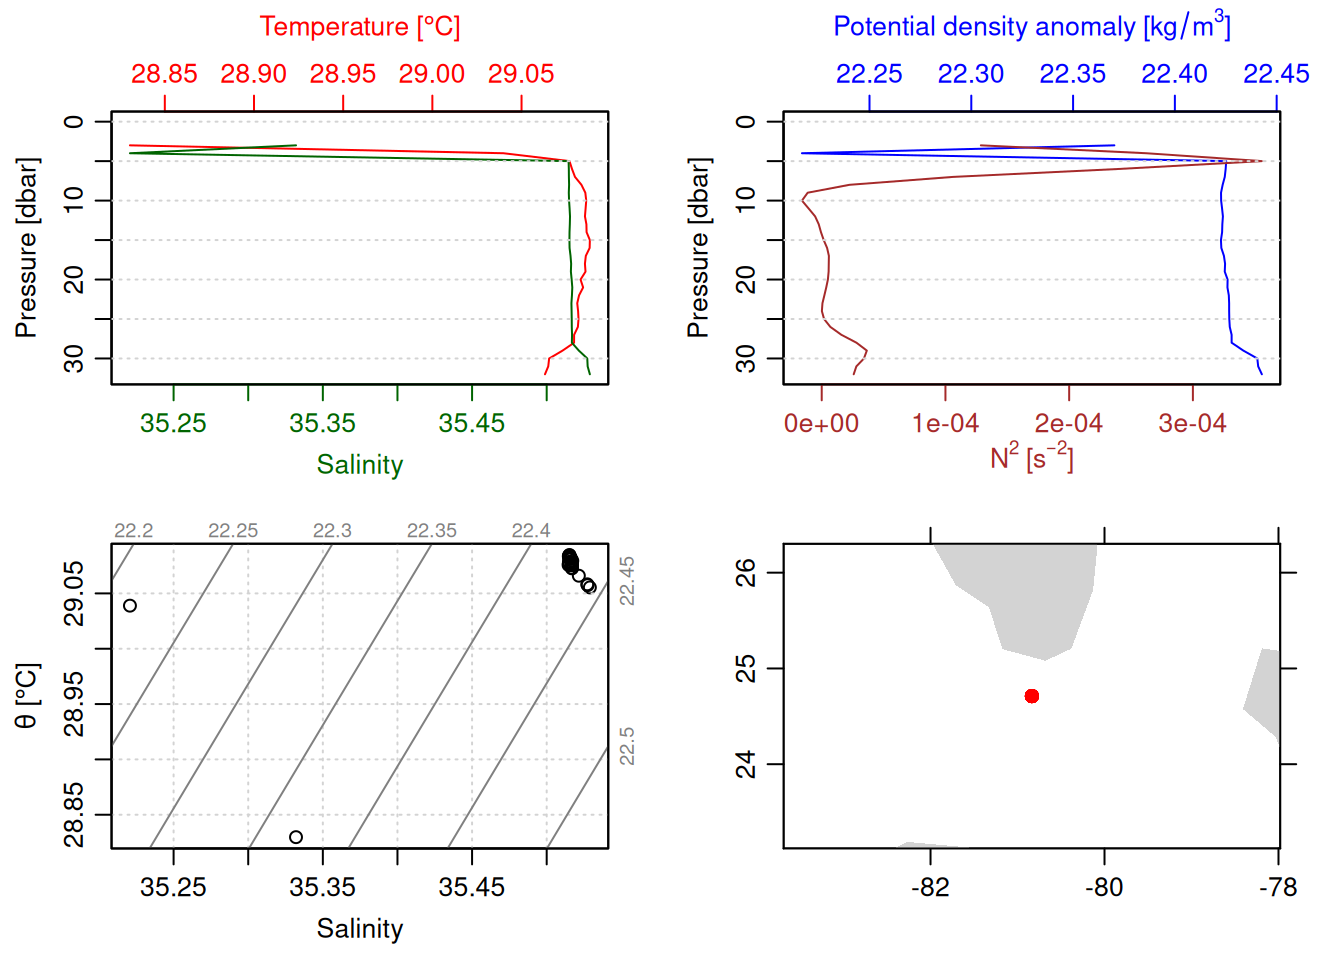 Temperature [°C]
28.85 28.90 28.95 29.00 29.05
Pressure [dbar]
0
10
20
30
35.25 35.35 35.45
Salinity
Potential density anomaly [kg/m³]
22.25 22.30 22.35 22.40 22.45
Pressure [dbar]
0
10
20
30
0e+00 1e-04 2e-04 3e-04
N² [s⁻²]
22.2 22.25 22.3 22.35 22.4
22.45
22.5
θ [°C]
29.05
28.95
28.85
35.25 35.35 35.45
Salinity
26
25
24
-82 -80 -78